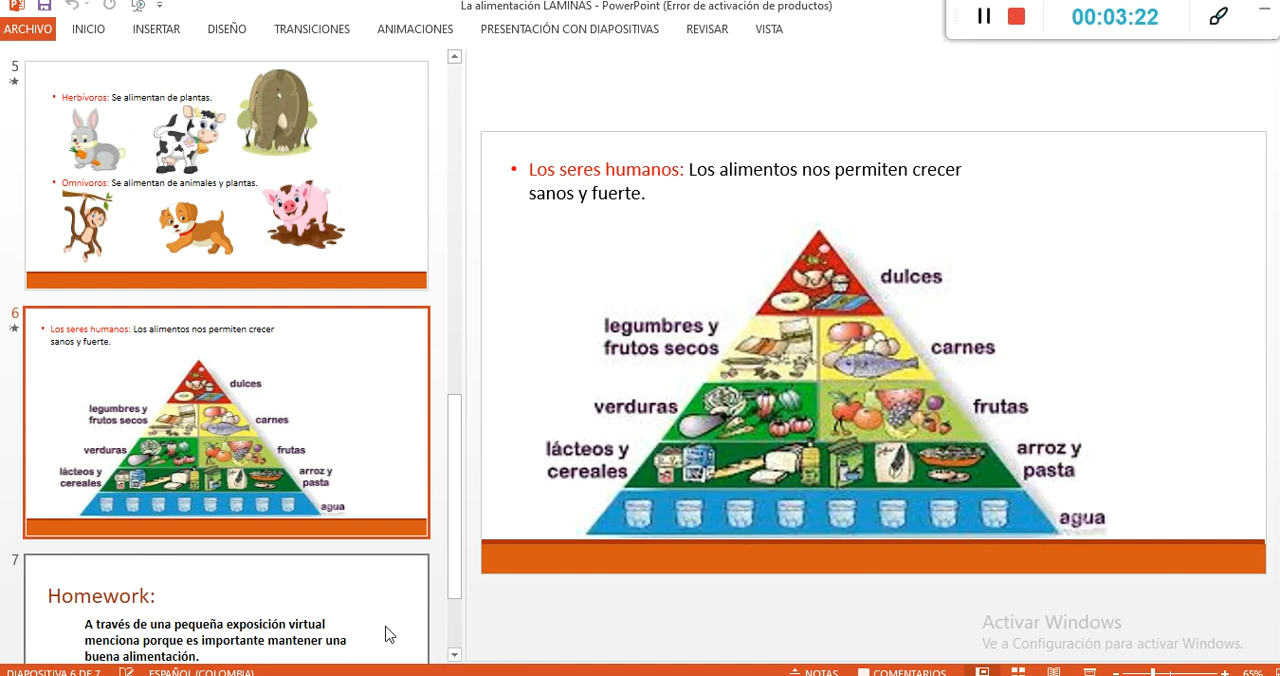 La alimentación LAMINAS - PowerPoint (Error de activación de productos)
00:03:22
ARCHIVO INICIO INSERTAR DISEÑO TRANSICIONES ANIMACIONES PRESENTACIÓN CON DIAPOSITIVAS REVISAR VISTA
5
• Herbívoros: Se alimentan de plantas.
• Omnívoros: Se alimentan de animales y plantas.
6
• Los seres humanos: Los alimentos nos permiten crecer
sanos y fuerte.
dulces
legumbres y
frutos secos
carnes
verduras
frutas
lácteos y
cereales
arroz y
pasta
agua
7
Homework:
A través de una pequeña exposición virtual
menciona porque es importante mantener una
buena alimentación.
• Los seres humanos: Los alimentos nos permiten crecer
sanos y fuerte.
dulces
legumbres y
frutos secos
carnes
verduras
frutas
lácteos y
cereales
arroz y
pasta
agua
Activar Windows
Ve a Configuración para activar Windows.
DIAPOSITIVA 6 DE 7 ESPAÑOL (COLOMBIA) NOTAS COMENTARIOS 65%